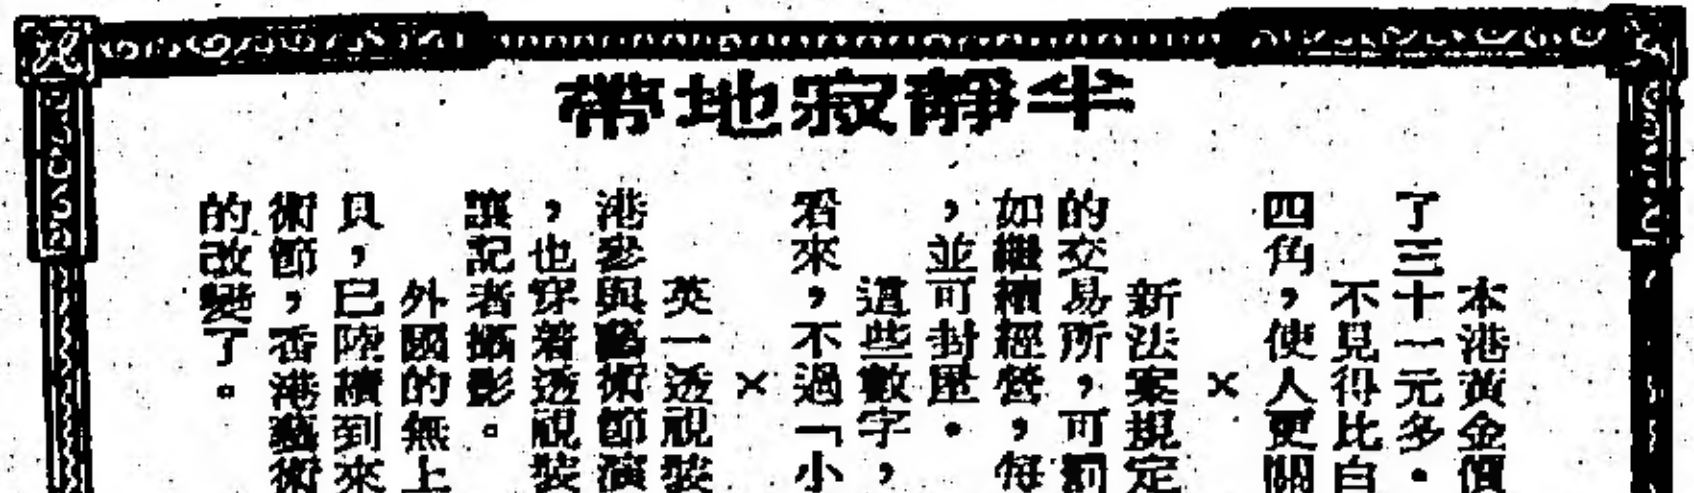 半靜寂地帶
本港黃金價
了三十一元多。
不見得比白
四角，使人更關
×
新法案規定
的交易所，可罰
如繼續經營，每
，並可封屋。
這些數字，
看來，不過「小
×
英一透視裝
港參與藝術節演
，也穿着透視裝
讓記者攝影。
外國的無上
具，已陸續到來
術節，香港藝術
的改變了。